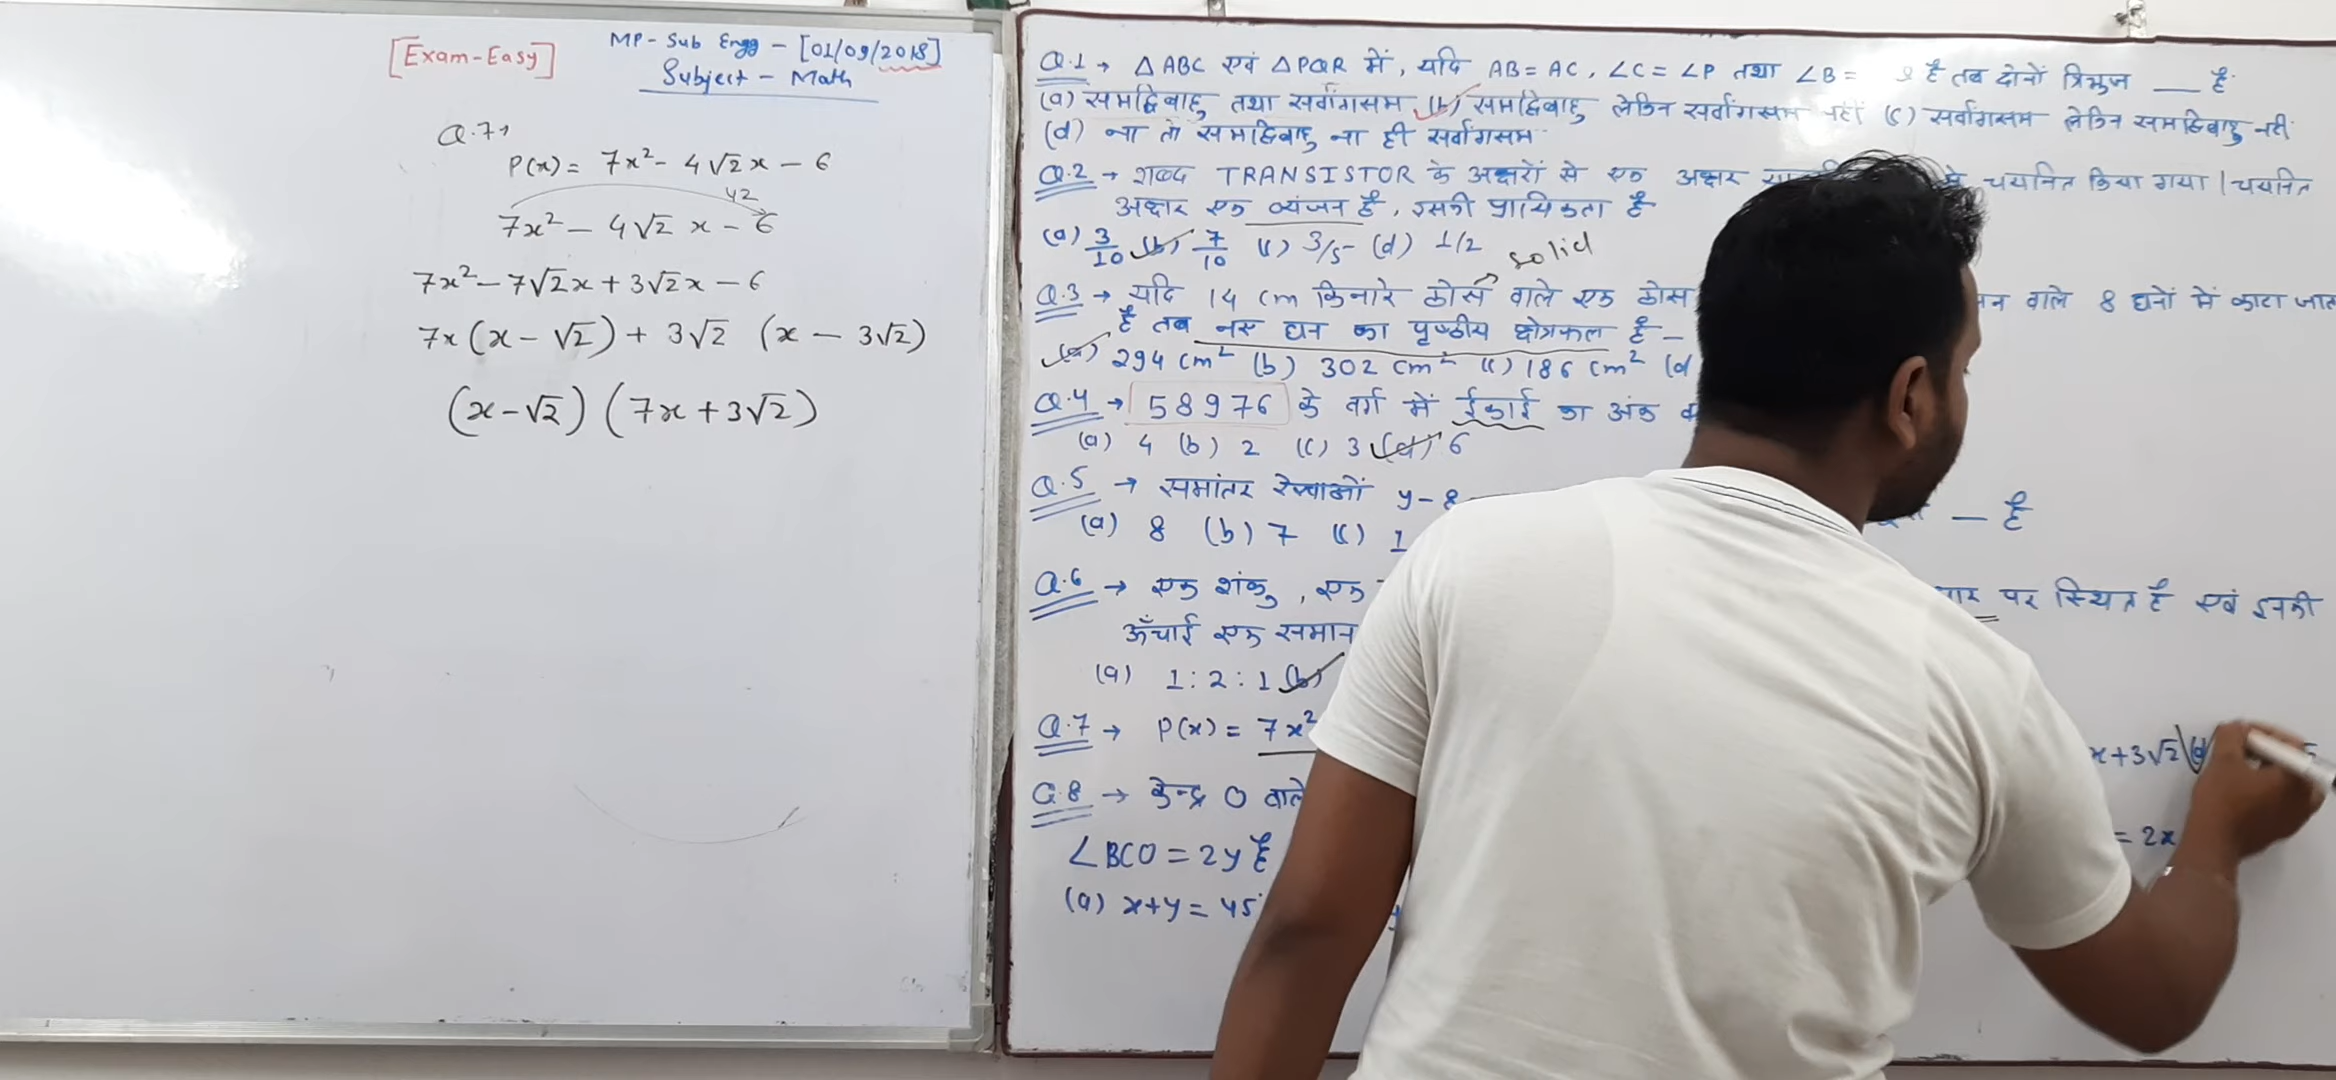 [Exam-Easy]
MP- Sub Engg - [01/09/2018]
Subject - Math
Q.7→
P(x) = 7x² - 4√2x - 6
42
7x² - 4√2 x - 6
7x² - 7√2x + 3√2x - 6
7x(x - √2) + 3√2 (x - 3√2)
(x-√2) (7x+3√2)
Q.1 → △ABC एवं △PQR में, यदि AB = AC, ∠C = ∠P तथा ∠B = है तब दोनों त्रिभुज __ है
(a) समद्विबाहु तथा सर्वांगसम (b) समद्विबाहु लेकिन सर्वांगसम नहीं (c) सर्वांगसम लेकिन समद्विबाहु नहीं
(d) ना तो समद्विबाहु ना ही सर्वांगसम
Q.2 → शब्द TRANSISTOR के अक्षरों से एक अक्षर से चयनित किया गया | चयनित
अक्षर एक व्यंजन है, इसकी प्रायिकता है
(a) 3/10 (b) 7/10 (c) 3/5 (d) 1/2
solid
Q.3 → यदि 14 cm किनारे ठोस वाले एक ठोस वाले 8 घनों में काटा जात
है तब नए घन का पृष्ठीय क्षेत्रफल है -
(a) 294 cm² (b) 302 cm² (c) 186 cm² (d
Q.4 → 58976 के वर्ग में ईकाई का अंक
(a) 4 (b) 2 (c) 3 (d) 6
Q.5 → समांतर रेखाओं y-8 — है
(a) 8 (b) 7 (c) 1
Q.6 → एक शंकु, एक पर स्थित है एवं इनकी
ऊँचाई एक समान
(a) 1:2:1 (b)
Q.7 → P(x) = 7x² x+3√2 (d)
Q.8 → केन्द्र O वाले = 2x
∠BCO = 2y है
(a) x+y = 45°